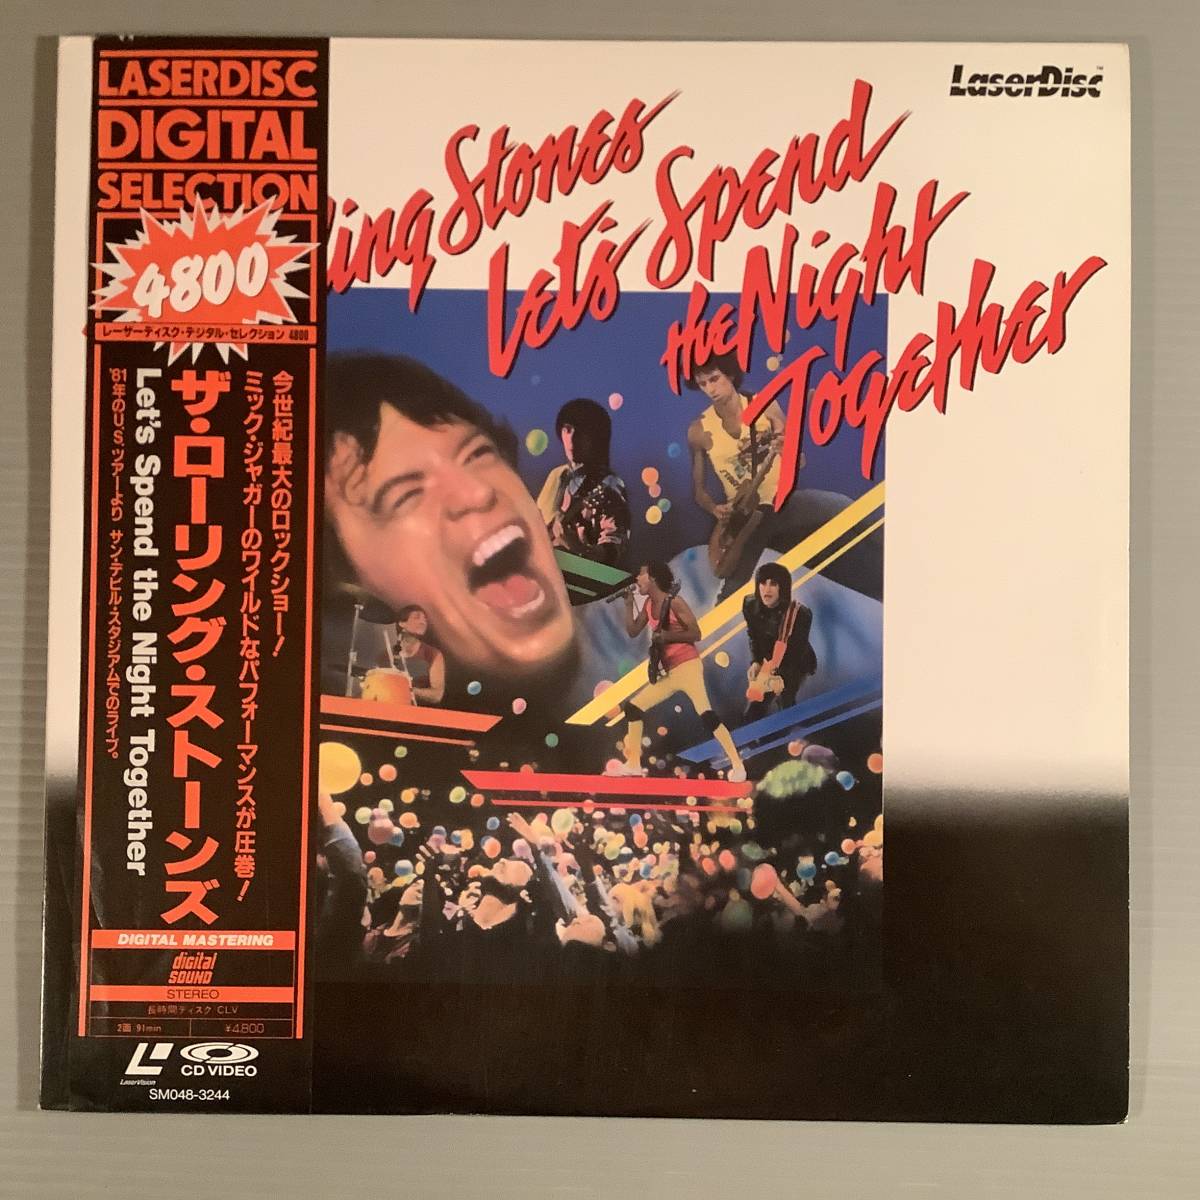 LASERDISC
DIGITAL
SELECTION
4800
レーザーディスク・デジタル・セレクション 4800
今世紀最大のロックショー!
ミック・ジャガーのワイルドなパフォーマンスが圧巻!
ザ・ローリング・ストーンズ
Let's Spend the Night Together
'81年のU.S.ツアーより サン・デビル・スタジアムでのライブ。
DIGITAL MASTERING
digital
SOUND
STEREO
長時間ディスク CLV
2面 91min ¥4,800
LaserVision
CD VIDEO
SM048-3244
LaserDisc™
ling Stones
Let's Spend
the Night
Together